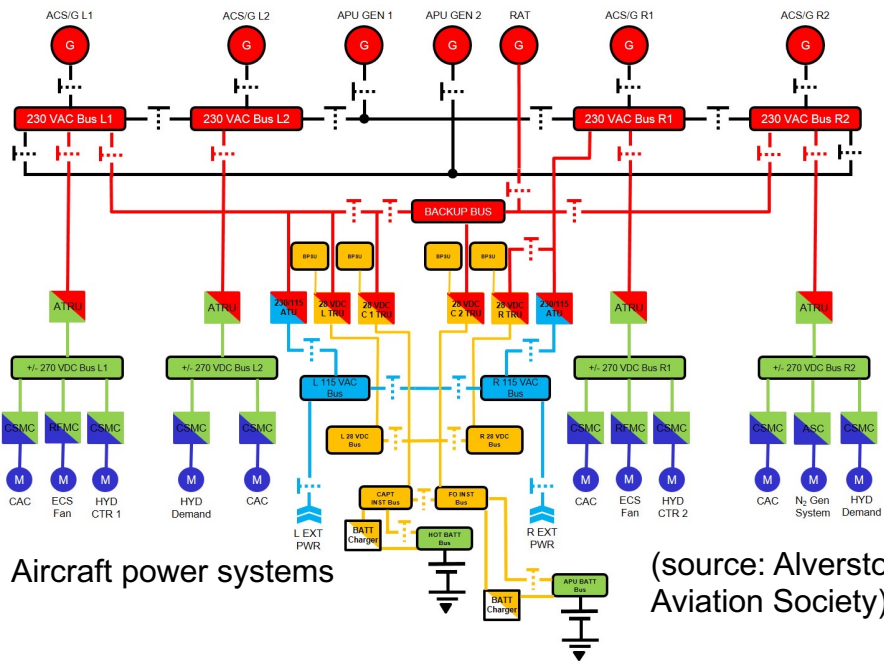 ACS/G L1
ACS/G L2
APU GEN 1
APU GEN 2
RAT
ACS/G R1
ACS/G R2
G
G
G
G
G
G
G
230 VAC Bus L1
230 VAC Bus L2
230 VAC Bus R1
230 VAC Bus R2
BACKUP BUS
BPSU
BPSU
BPSU
BPSU
ATRU
ATRU
230/115
ATU
28 VDC
L TRU
28 VDC
C 1 TRU
28 VDC
C 2 TRU
28 VDC
R TRU
230/115
ATU
ATRU
ATRU
+/- 270 VDC Bus L1
+/- 270 VDC Bus L2
L 115 VAC
Bus
R 115 VAC
Bus
+/- 270 VDC Bus R1
+/- 270 VDC Bus R2
CSMC
RFMC
CSMC
CSMC
CSMC
L 28 VDC
Bus
R 28 VDC
Bus
CSMC
RFMC
CSMC
CSMC
ASC
CSMC
M
M
M
M
M
M
M
M
M
M
M
CAC
ECS
Fan
HYD
CTR 1
HYD
Demand
CAC
CAC
ECS
Fan
HYD
CTR 2
CAC
N₂ Gen
System
HYD
Demand
CAPT
INST Bus
FO INST
Bus
L EXT
PWR
R EXT
PWR
BATT
Charger
HOT BATT
Bus
BATT
Charger
APU BATT
Bus
Aircraft power systems
(source: Alversto
Aviation Society)